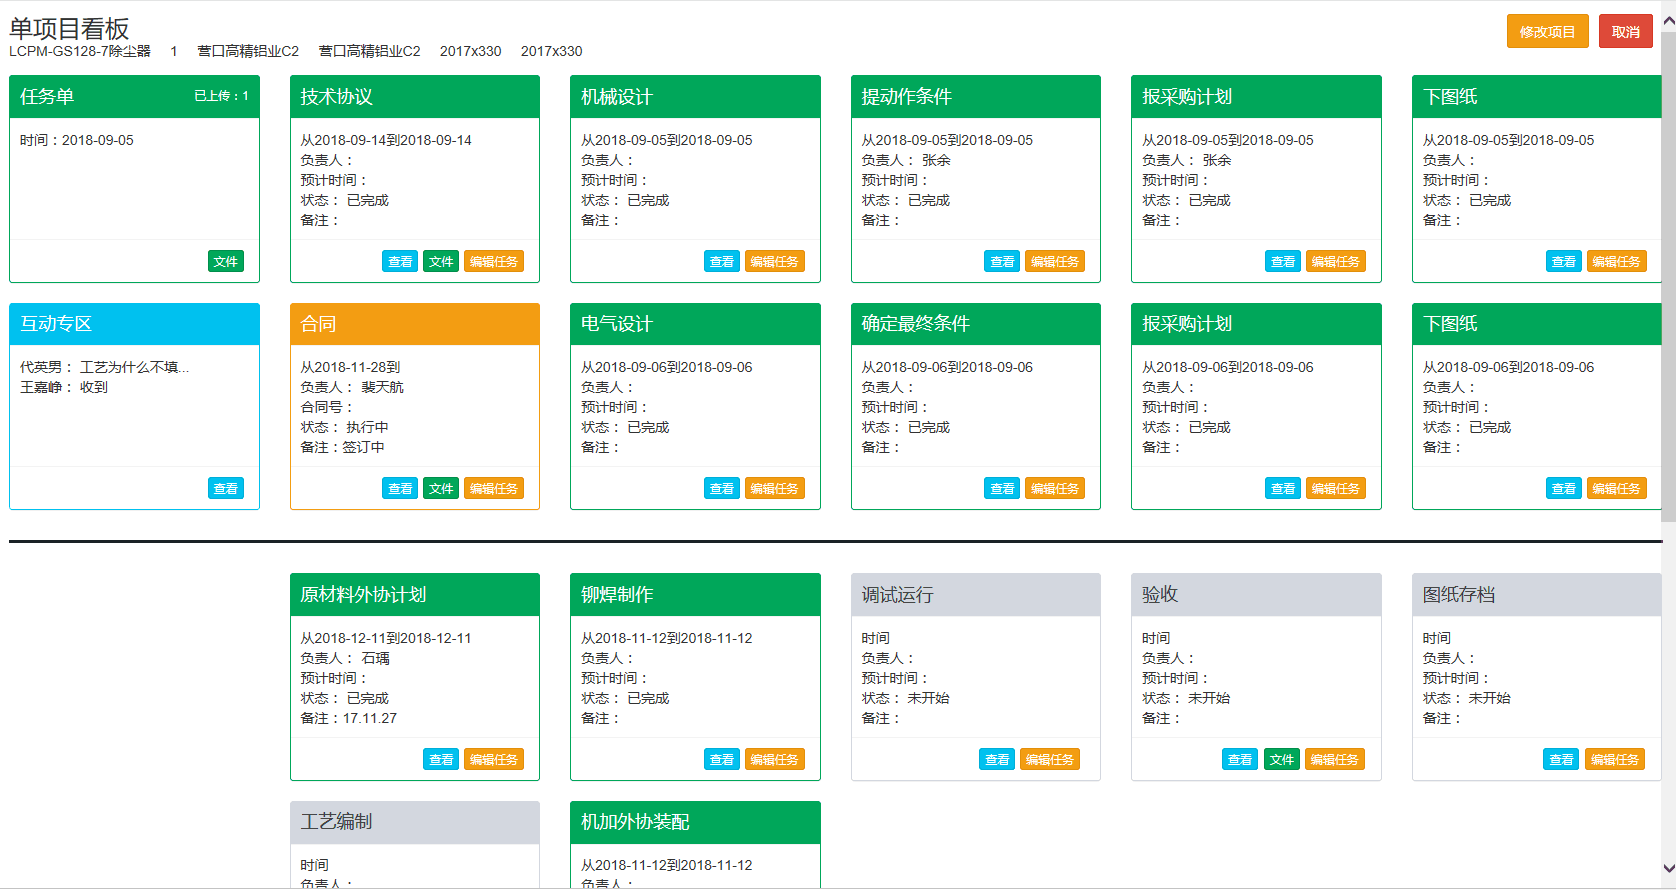 单项目看板
修改项目
取消
LCPM-GS128-7除尘器 1 营口高精铝业C2 营口高精铝业C2 2017x330 2017x330
任务单 已上传：1
时间：2018-09-05
文件
技术协议
从2018-09-14到2018-09-14
负责人：
预计时间：
状态： 已完成
备注：
查看 文件 编辑任务
机械设计
从2018-09-05到2018-09-05
负责人：
预计时间：
状态： 已完成
备注：
查看 编辑任务
提动作条件
从2018-09-05到2018-09-05
负责人： 张余
预计时间：
状态： 已完成
备注：
查看 编辑任务
报采购计划
从2018-09-05到2018-09-05
负责人： 张余
预计时间：
状态： 已完成
备注：
查看 编辑任务
下图纸
从2018-09-05到2018-09-05
负责人：
预计时间：
状态： 已完成
备注：
查看 编辑任务
互动专区
代英男： 工艺为什么不填...
王嘉峥： 收到
查看
合同
从2018-11-28到
负责人： 裴天航
合同号：
状态： 执行中
备注：签订中
查看 文件 编辑任务
电气设计
从2018-09-06到2018-09-06
负责人：
预计时间：
状态： 已完成
备注：
查看 编辑任务
确定最终条件
从2018-09-06到2018-09-06
负责人：
预计时间：
状态： 已完成
备注：
查看 编辑任务
报采购计划
从2018-09-06到2018-09-06
负责人：
预计时间：
状态： 已完成
备注：
查看 编辑任务
下图纸
从2018-09-06到2018-09-06
负责人：
预计时间：
状态： 已完成
备注：
查看 编辑任务
原材料外协计划
从2018-12-11到2018-12-11
负责人： 石瑀
预计时间：
状态： 已完成
备注：17.11.27
查看 编辑任务
铆焊制作
从2018-11-12到2018-11-12
负责人：
预计时间：
状态： 已完成
备注：
查看 编辑任务
调试运行
时间
负责人：
预计时间：
状态： 未开始
备注：
查看 编辑任务
验收
时间
负责人：
预计时间：
状态： 未开始
备注：
查看 文件 编辑任务
图纸存档
时间
负责人：
预计时间：
状态： 未开始
备注：
查看 编辑任务
工艺编制
时间
负责人：
机加外协装配
从2018-11-12到2018-11-12
负责人：